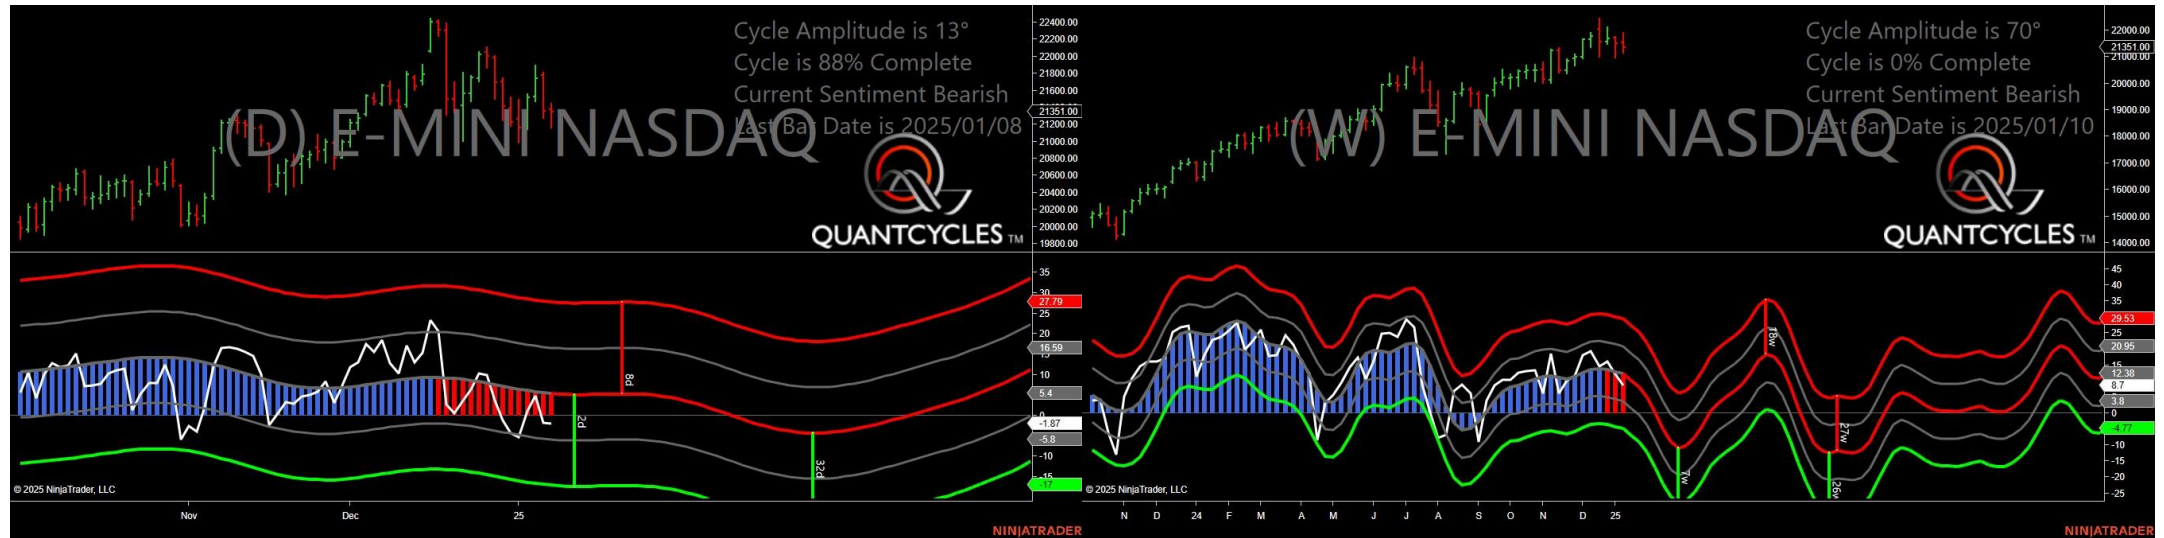 Cycle Amplitude is 13°
Cycle is 88% Complete
Current Sentiment Bearish
Last Bar Date is 2025/01/08
(D) E-MINI NASDAQ
QUANTCYCLES TM
22400.00
22200.00
22000.00
21800.00
21600.00
21351.00
21200.00
21000.00
20800.00
20600.00
20400.00
20200.00
20000.00
19800.00
35
30
27.79
25
20
16.59
10
5.4
0
-1.87
-5.8
-10
-15
-17
8d
2d
32d
© 2025 NinjaTrader, LLC
Nov
Dec
25
NINJATRADER
Cycle Amplitude is 70°
Cycle is 0% Complete
Current Sentiment Bearish
Last Bar Date is 2025/01/10
(W) E-MINI NASDAQ
QUANTCYCLES TM
22000.00
21351.00
21000.00
20000.00
19000.00
18000.00
17000.00
16000.00
15000.00
14000.00
45
40
35
29.53
25
20.95
15
12.38
8.7
3.8
0
-4.77
-10
-15
-20
-25
18w
27w
7w
26w
© 2025 NinjaTrader, LLC
N D 24 F M A M J J A S O N D 25
NINJATRADER